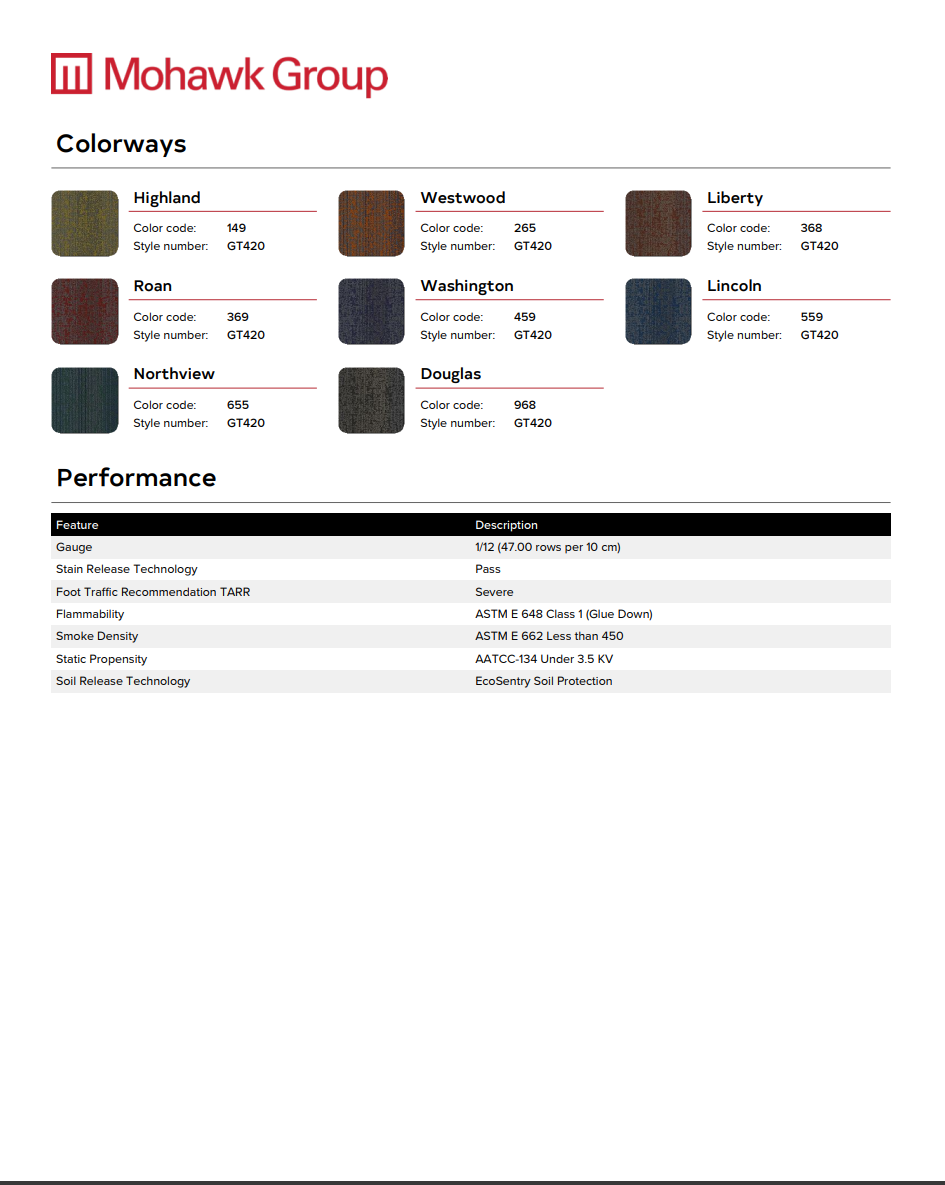 Mohawk Group
Colorways
Highland
Color code: 149
Style number: GT420
Westwood
Color code: 265
Style number: GT420
Liberty
Color code: 368
Style number: GT420
Roan
Color code: 369
Style number: GT420
Washington
Color code: 459
Style number: GT420
Lincoln
Color code: 559
Style number: GT420
Northview
Color code: 655
Style number: GT420
Douglas
Color code: 968
Style number: GT420
Performance
Feature Description
Gauge 1/12 (47.00 rows per 10 cm)
Stain Release Technology Pass
Foot Traffic Recommendation TARR Severe
Flammability ASTM E 648 Class 1 (Glue Down)
Smoke Density ASTM E 662 Less than 450
Static Propensity AATCC-134 Under 3.5 KV
Soil Release Technology EcoSentry Soil Protection